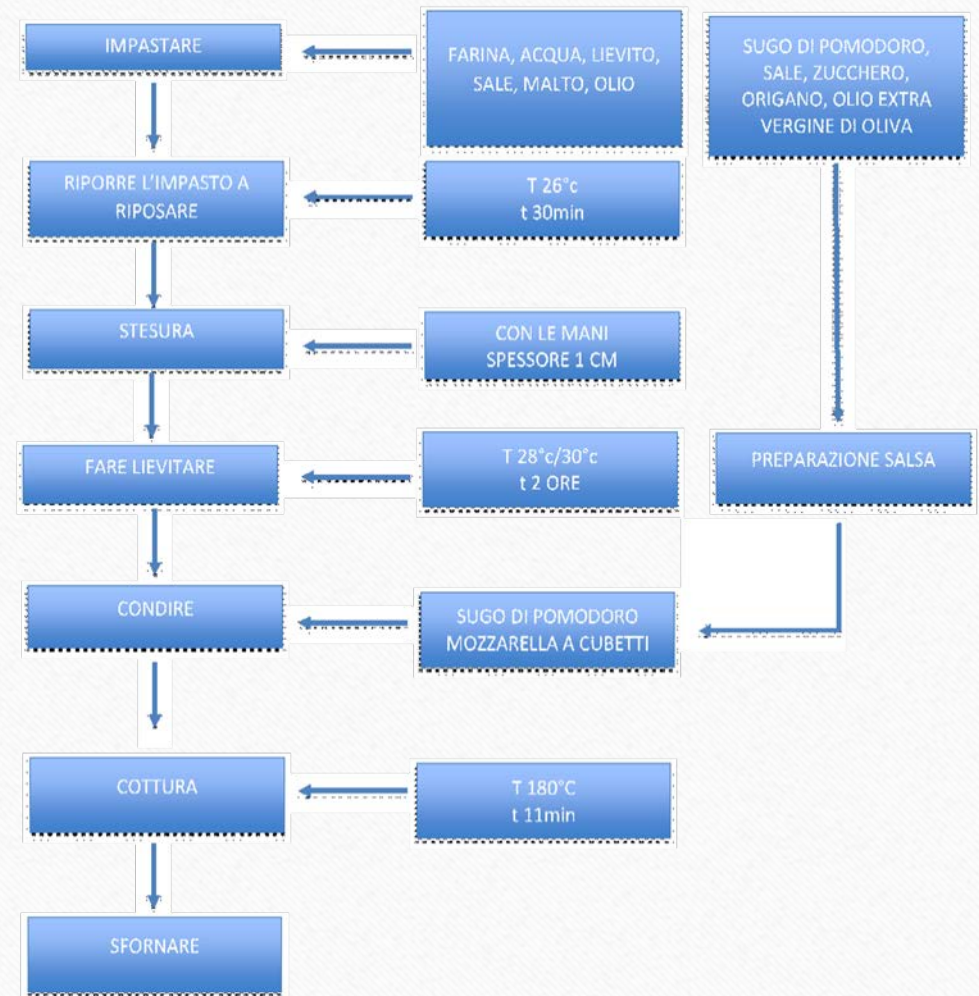 IMPASTARE
FARINA, ACQUA, LIEVITO,
SALE, MALTO, OLIO
SUGO DI POMODORO,
SALE, ZUCCHERO,
ORIGANO, OLIO EXTRA
VERGINE DI OLIVA
RIPORRE L'IMPASTO A
RIPOSARE
T 26°c
t 30min
STESURA
CON LE MANI
SPESSORE 1 CM
FARE LIEVITARE
T 28°c/30°c
t 2 ORE
PREPARAZIONE SALSA
CONDIRE
SUGO DI POMODORO
MOZZARELLA A CUBETTI
COTTURA
T 180°C
t 11min
SFORNARE